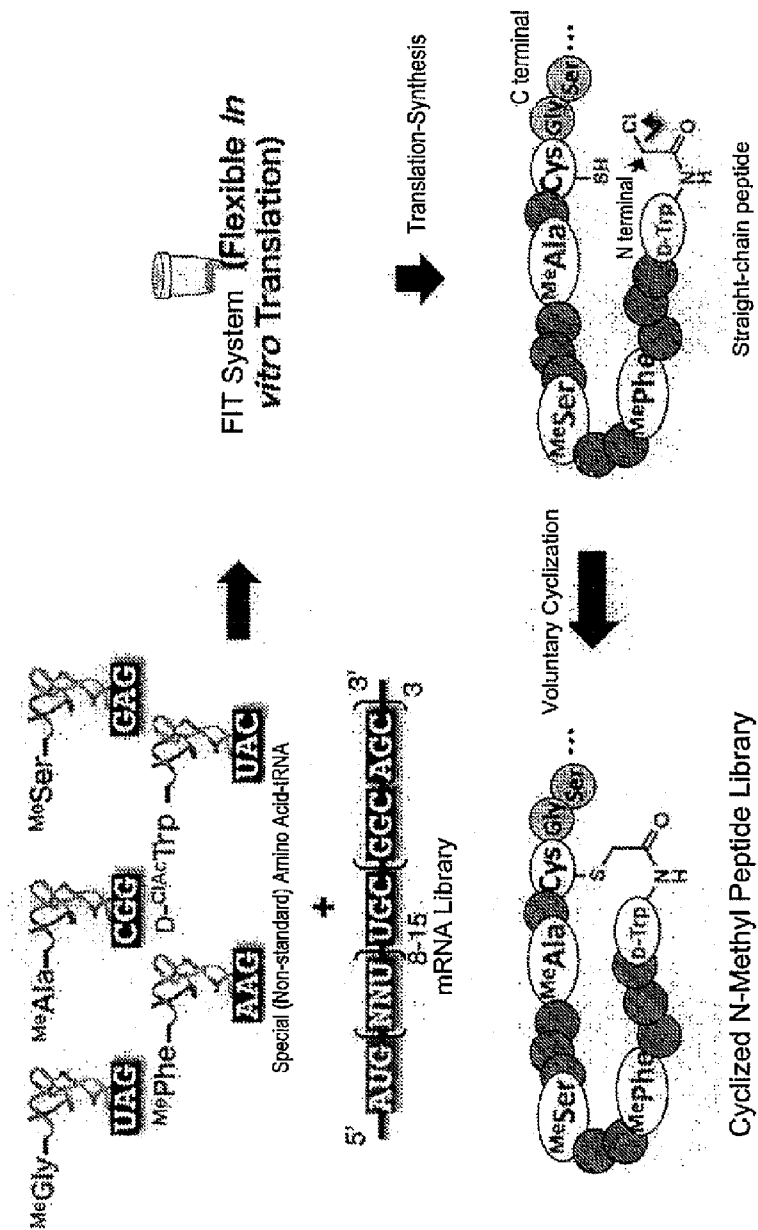 MeGly
MeAla
MeSer
UAG
CGG
GAG
MePhe
D-ClAcTrp
AAG
UAC
Special (Non-standard) Amino Acid-tRNA
+
5' AUG NNU UGC GGC AGC 3'
8-15 3
mRNA Library
FIT System (Flexible In
vitro Translation)
Translation-Synthesis
C terminal
MeSer MeAla Cys Gly Ser ...
SH
N terminal
Cl
O
N
H
MePhe D-Trp
Straight-chain peptide
Voluntary Cyclization
MeSer MeAla Cys Gly Ser ...
S
O
N
H
MePhe D-Trp
Cyclized N-Methyl Peptide Library